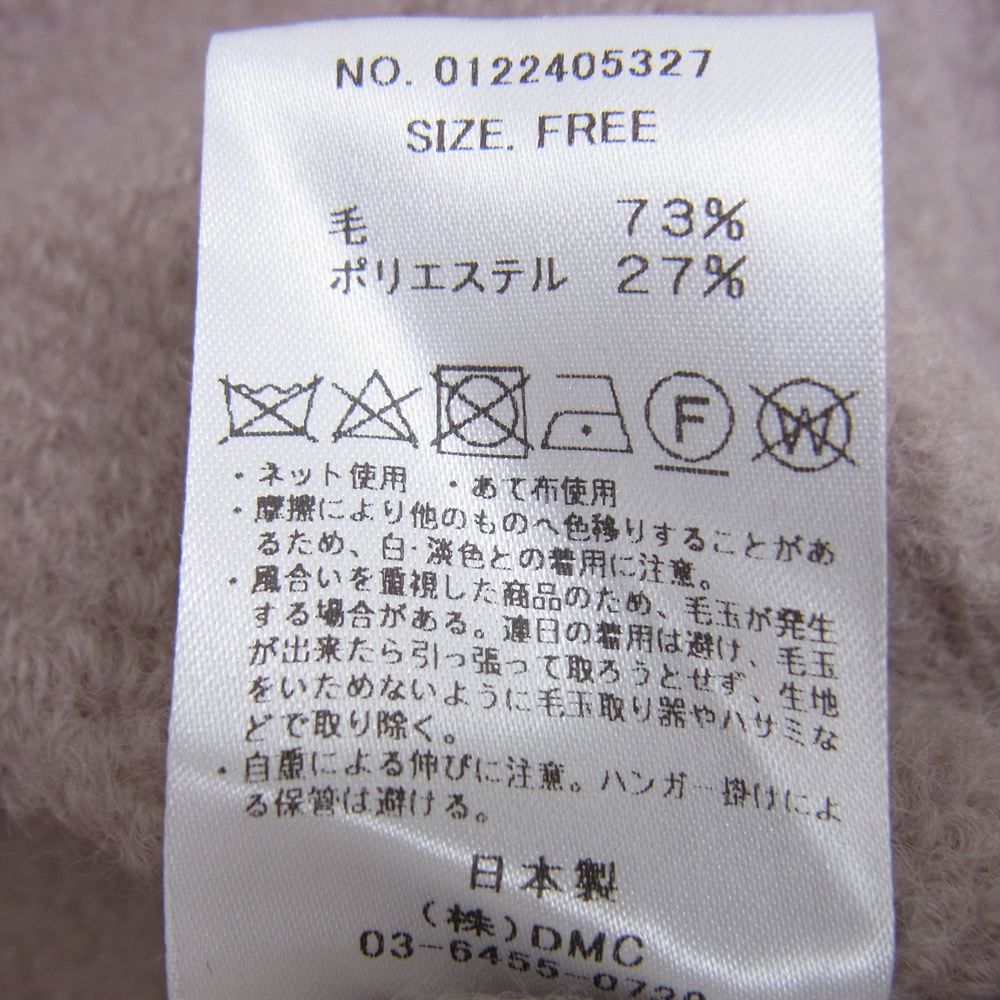 NO. 0122405327
SIZE. FREE
毛 73%
ポリエステル 27%
F W
・ネット使用 ・あて布使用
・摩擦により他のものへ色移りすることがあ
るため、白・淡色との着用に注意。
・風合いを重視した商品のため、毛玉が発生
する場合がある。連日の着用は避け、毛玉
が出来たら引っ張って取ろうとせず、生地
をいためないように毛玉取り器やハサミな
どで取り除く。
・自重による伸びに注意。ハンガー掛けによ
る保管は避ける。
日本製
(株)DMC
03-6455-0730